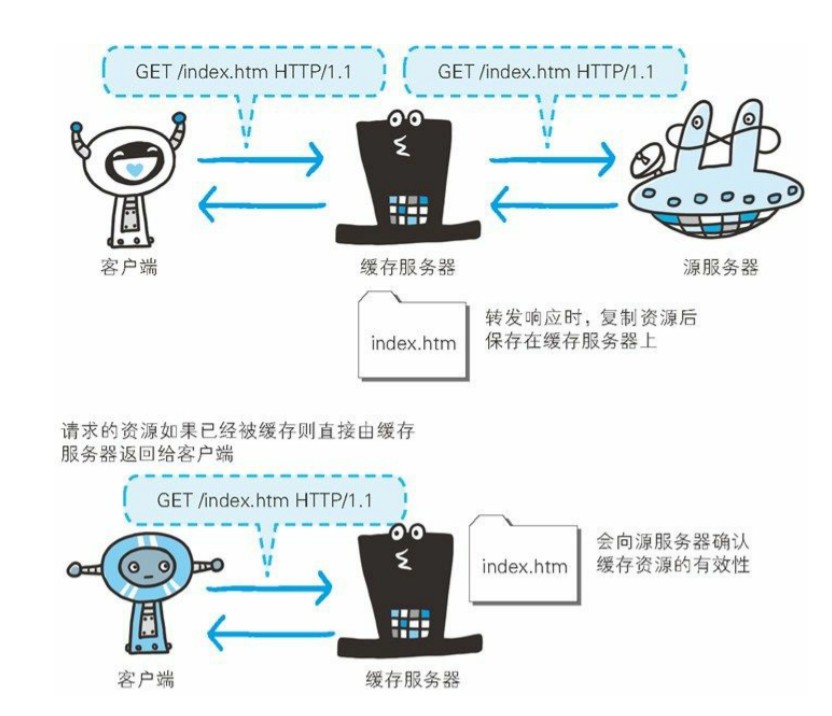 GET /index.htm HTTP/1.1
GET /index.htm HTTP/1.1
客户端
缓存服务器
源服务器
index.htm
转发响应时，复制资源后
保存在缓存服务器上
请求的资源如果已经被缓存则直接由缓存
服务器返回给客户端
GET /index.htm HTTP/1.1
index.htm
会向源服务器确认
缓存资源的有效性
客户端
缓存服务器